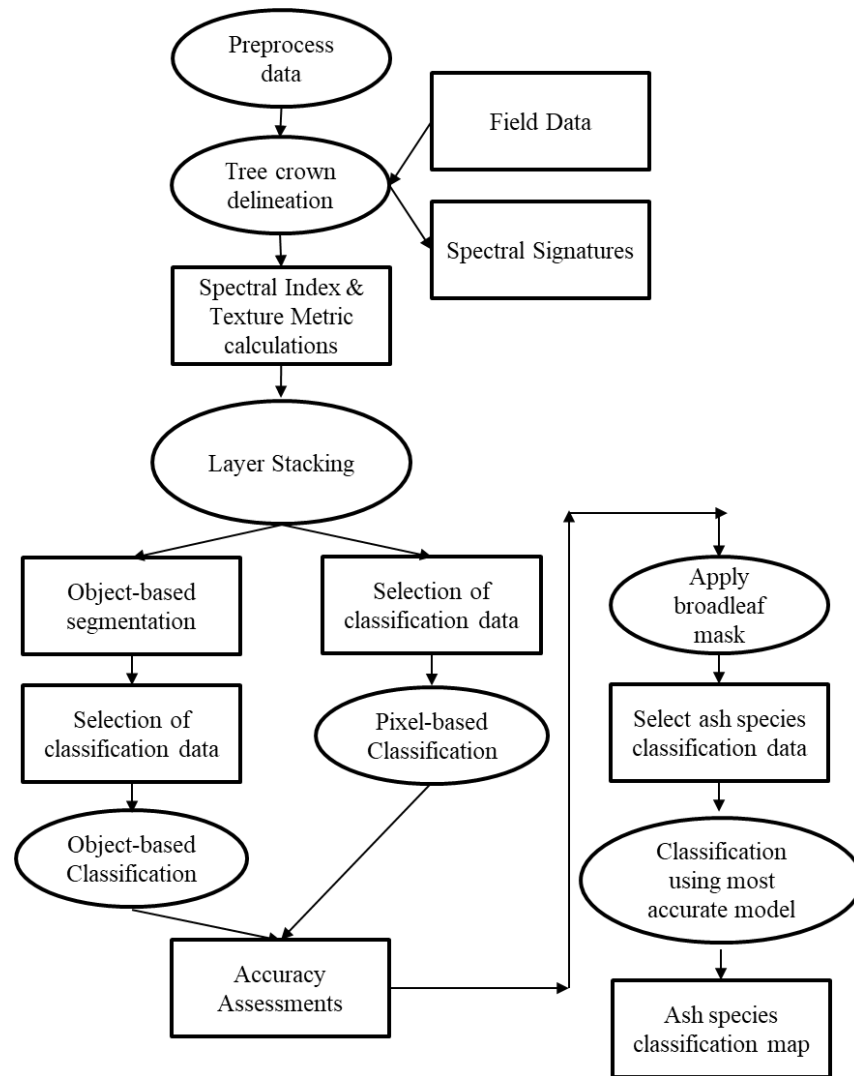 Preprocess
data
Field Data
Tree crown
delineation
Spectral Signatures
Spectral Index &
Texture Metric
calculations
Layer Stacking
Object-based
segmentation
Selection of
classification data
Selection of
classification data
Pixel-based
Classification
Object-based
Classification
Accuracy
Assessments
Apply
broadleaf
mask
Select ash species
classification data
Classification
using most
accurate model
Ash species
classification map